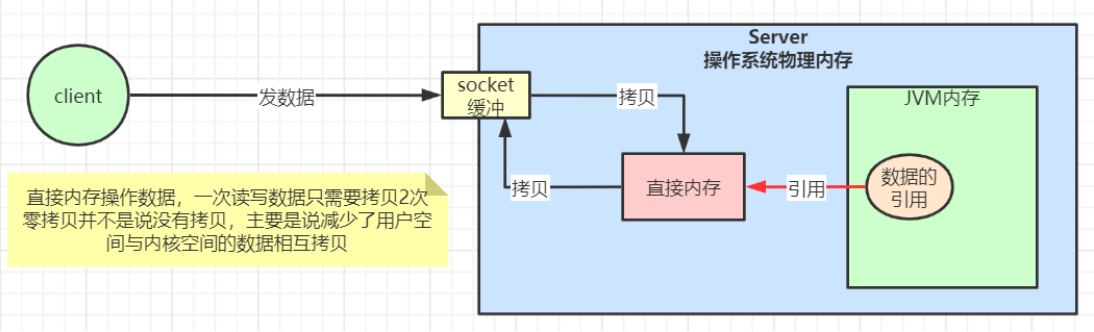 Server
操作系统物理内存
client
发数据
socket
缓冲
拷贝
JVM内存
拷贝
直接内存
引用
数据的
引用
直接内存操作数据，一次读写数据只需要拷贝2次
零拷贝并不是说没有拷贝，主要是说减少了用户空
间与内核空间的数据相互拷贝